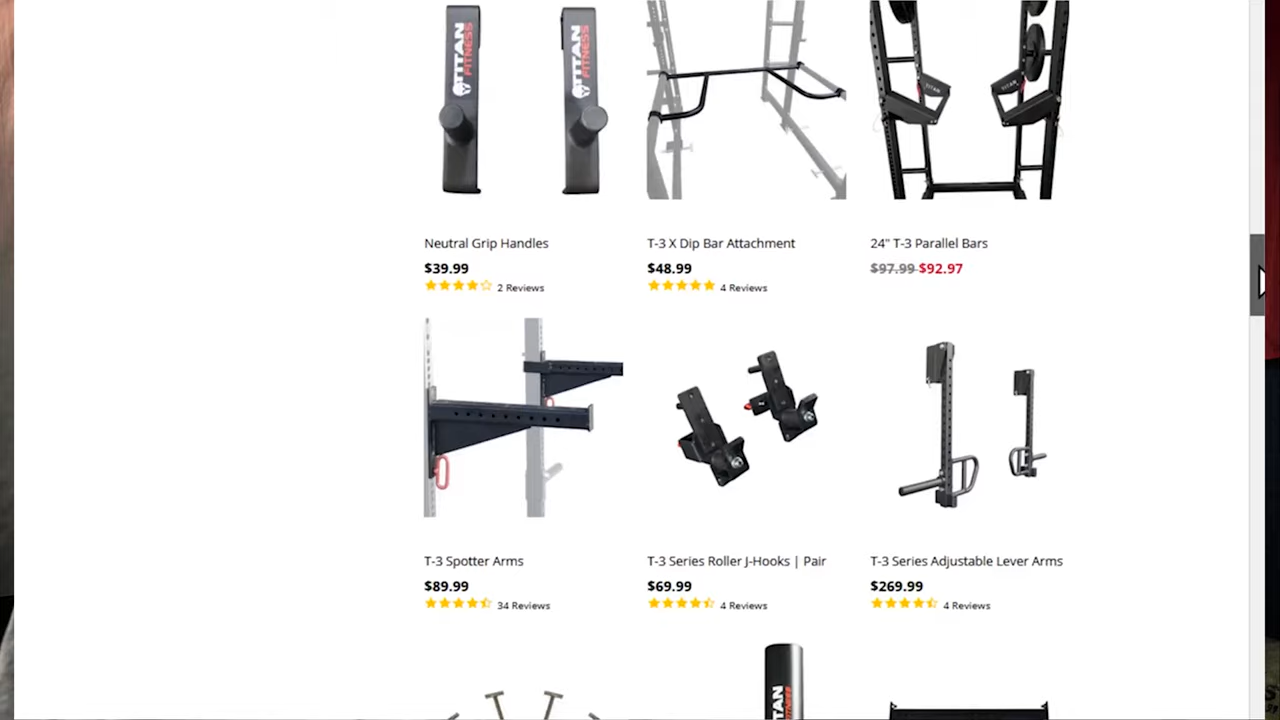 TITAN FITNESS
TITAN FITNESS
Neutral Grip Handles
$39.99
2 Reviews
T-3 X Dip Bar Attachment
$48.99
4 Reviews
24" T-3 Parallel Bars
$97.99 $92.97
T-3 Spotter Arms
$89.99
34 Reviews
T-3 Series Roller J-Hooks | Pair
$69.99
4 Reviews
T-3 Series Adjustable Lever Arms
$269.99
4 Reviews
TITAN